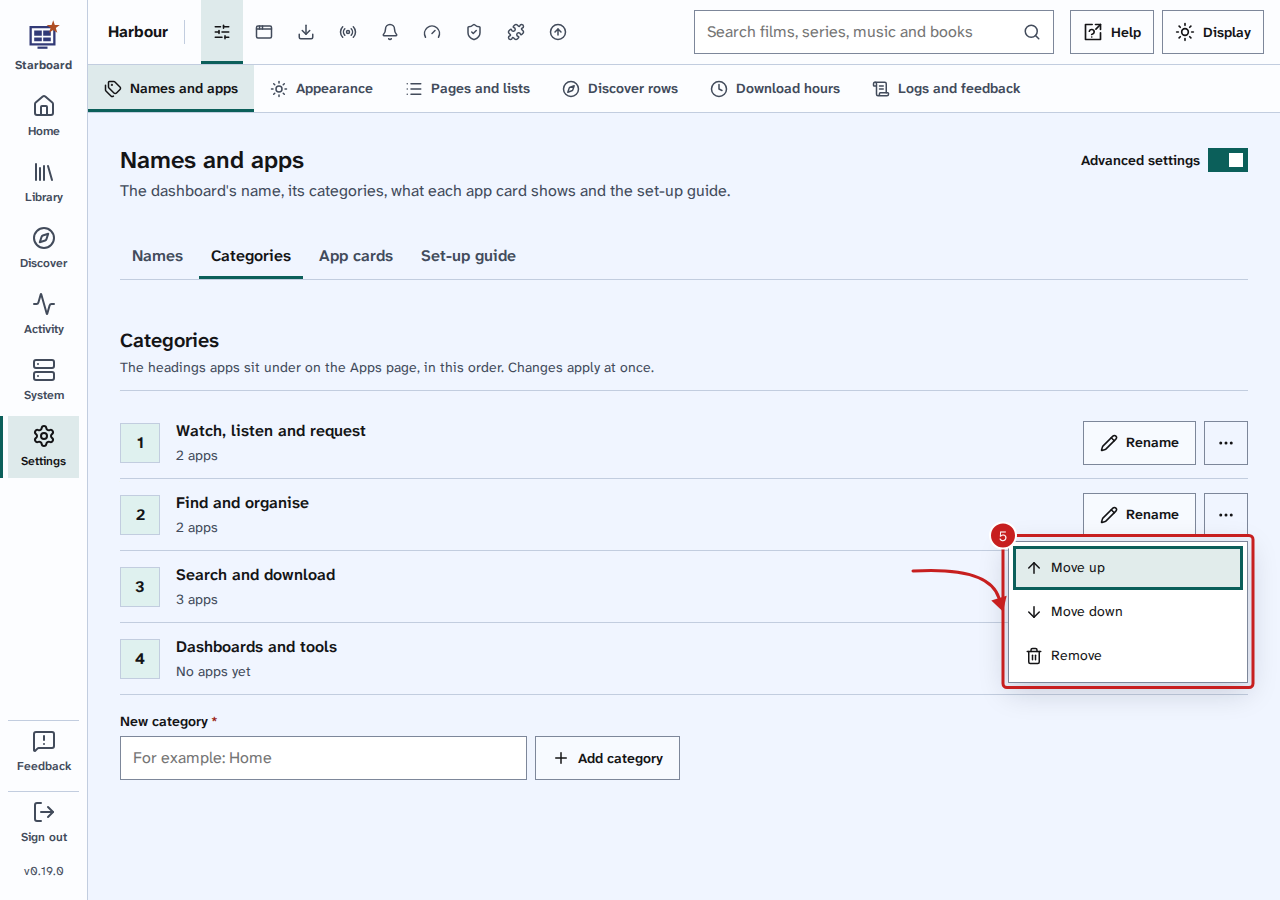 Starboard
Home
Library
Discover
Activity
System
Settings
Feedback
Sign out
v0.19.0
Harbour
Search films, series, music and books
Help
Display
Names and apps
Appearance
Pages and lists
Discover rows
Download hours
Logs and feedback
Names and apps
The dashboard's name, its categories, what each app card shows and the set-up guide.
Advanced settings
Names
Categories
App cards
Set-up guide
Categories
The headings apps sit under on the Apps page, in this order. Changes apply at once.
1
Watch, listen and request
2 apps
Rename
2
Find and organise
2 apps
Rename
3
Search and download
3 apps
4
Dashboards and tools
No apps yet
5
Move up
Move down
Remove
New category *
For example: Home
Add category